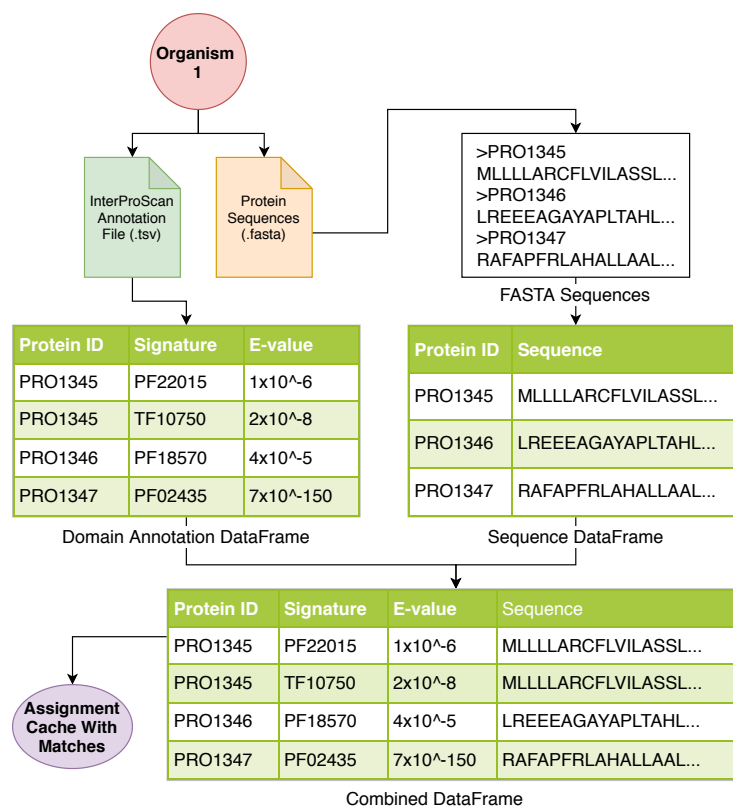 Organism
1
InterProScan
Annotation
File (.tsv)
Protein
Sequences
(.fasta)
>PRO1345
MLLLLARCFLVILASSL...
>PRO1346
LREEEAGAYAPLTAHL...
>PRO1347
RAFAPFRLAHALLAAL...
FASTA Sequences
Protein ID Signature E-value
PRO1345 PF22015 1x10^-6
PRO1345 TF10750 2x10^-8
PRO1346 PF18570 4x10^-5
PRO1347 PF02435 7x10^-150
Domain Annotation DataFrame
Protein ID Sequence
PRO1345 MLLLLARCFLVILASSL...
PRO1346 LREEEAGAYAPLTAHL...
PRO1347 RAFAPFRLAHALLAAL...
Sequence DataFrame
Protein ID Signature E-value Sequence
PRO1345 PF22015 1x10^-6 MLLLLARCFLVILASSL...
PRO1345 TF10750 2x10^-8 MLLLLARCFLVILASSL...
PRO1346 PF18570 4x10^-5 LREEEAGAYAPLTAHL...
PRO1347 PF02435 7x10^-150 RAFAPFRLAHALLAAL...
Combined DataFrame
Assignment
Cache With
Matches